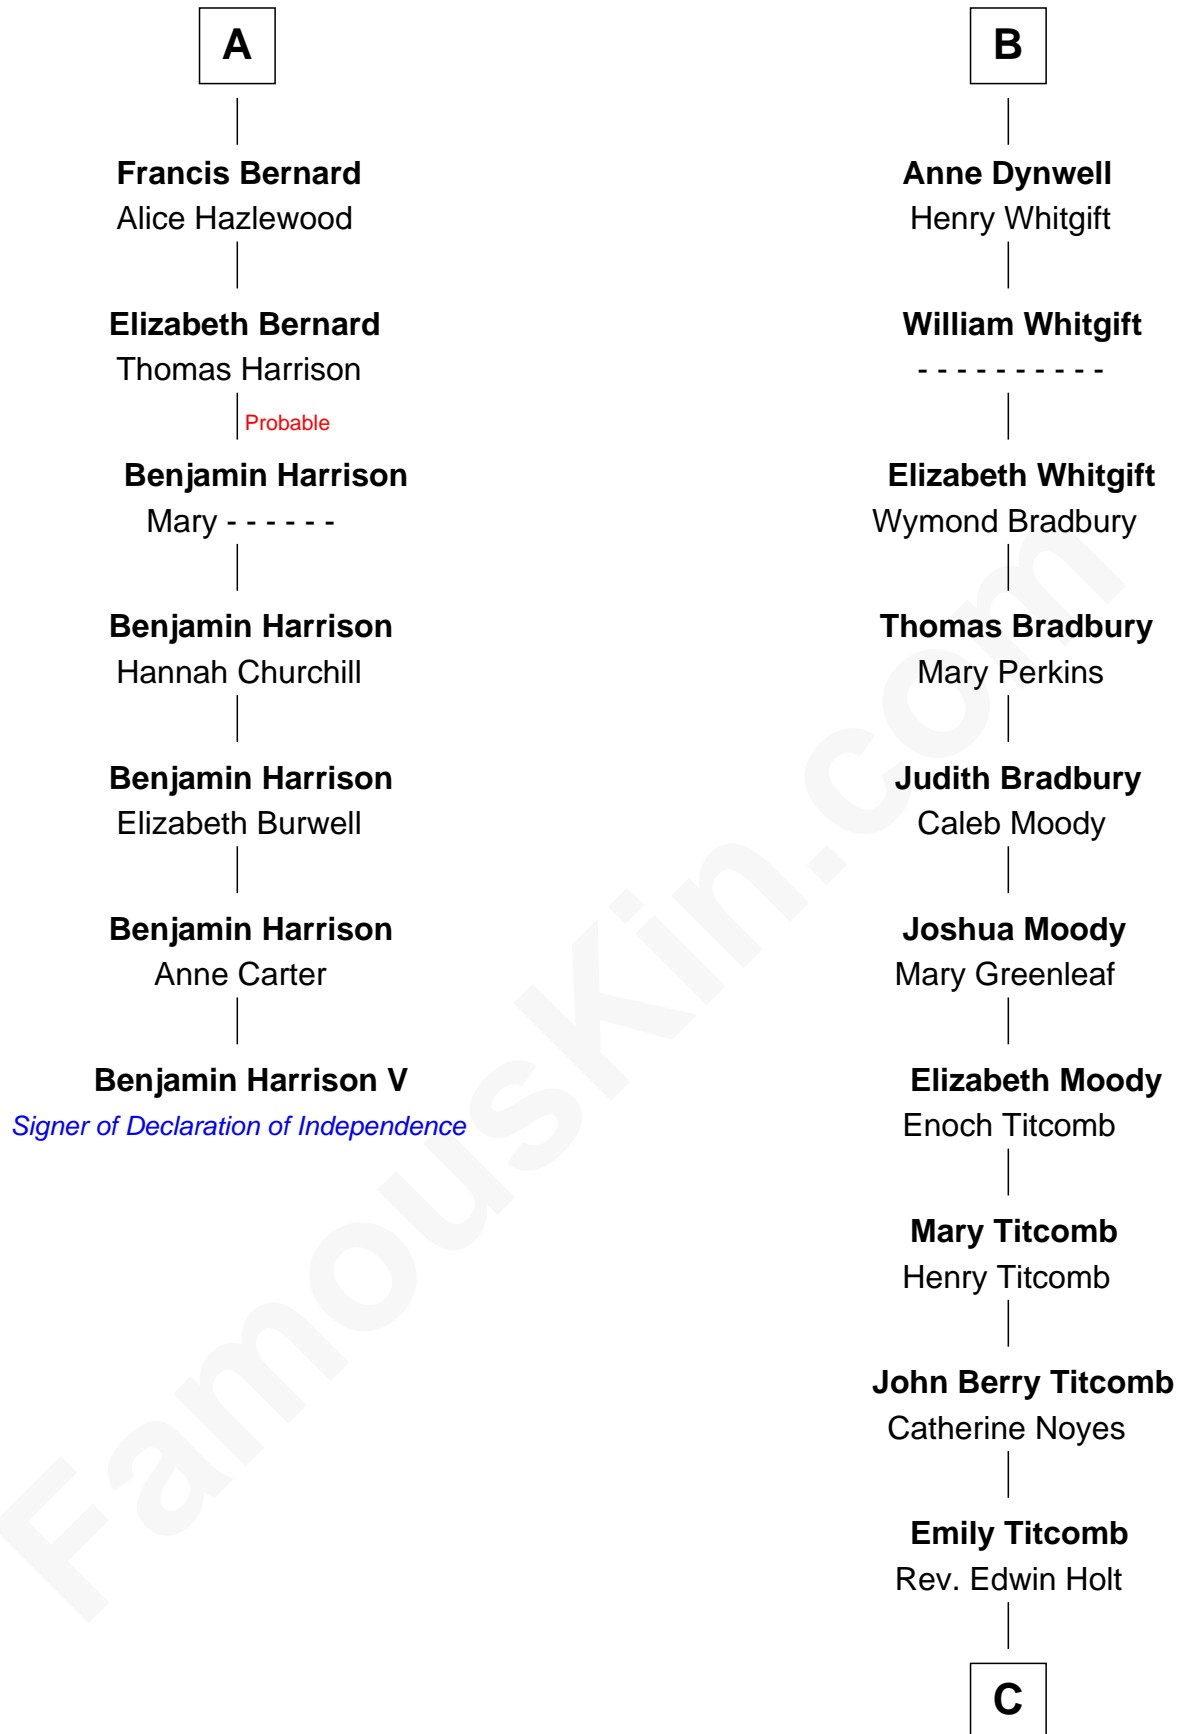 A
Francis Bernard
Alice Hazlewood
Elizabeth Bernard
Thomas Harrison
Probable
Benjamin Harrison
Mary - - - - - -
Benjamin Harrison
Hannah Churchill
Benjamin Harrison
Elizabeth Burwell
Benjamin Harrison
Anne Carter
Benjamin Harrison V
Signer of Declaration of Independence
B
Anne Dynwell
Henry Whitgift
William Whitgift
- - - - - - - - - -
Elizabeth Whitgift
Wymond Bradbury
Thomas Bradbury
Mary Perkins
Judith Bradbury
Caleb Moody
Joshua Moody
Mary Greenleaf
Elizabeth Moody
Enoch Titcomb
Mary Titcomb
Henry Titcomb
John Berry Titcomb
Catherine Noyes
Emily Titcomb
Rev. Edwin Holt
C
FamousKin.com